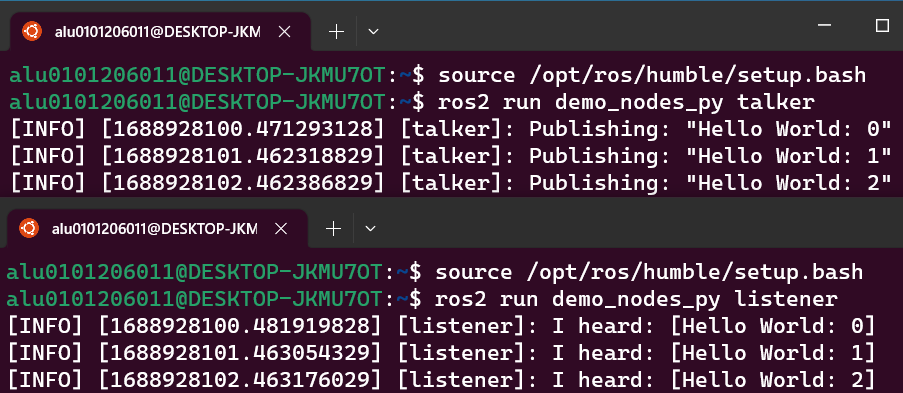 alu0101206011@DESKTOP-JKM
alu0101206011@DESKTOP-JKMU7OT:~$ source /opt/ros/humble/setup.bash
alu0101206011@DESKTOP-JKMU7OT:~$ ros2 run demo_nodes_py talker
[INFO] [1688928100.471293128] [talker]: Publishing: "Hello World: 0"
[INFO] [1688928101.462318829] [talker]: Publishing: "Hello World: 1"
[INFO] [1688928102.462386829] [talker]: Publishing: "Hello World: 2"
alu0101206011@DESKTOP-JKM
alu0101206011@DESKTOP-JKMU7OT:~$ source /opt/ros/humble/setup.bash
alu0101206011@DESKTOP-JKMU7OT:~$ ros2 run demo_nodes_py listener
[INFO] [1688928100.481919828] [listener]: I heard: [Hello World: 0]
[INFO] [1688928101.463054329] [listener]: I heard: [Hello World: 1]
[INFO] [1688928102.463176029] [listener]: I heard: [Hello World: 2]